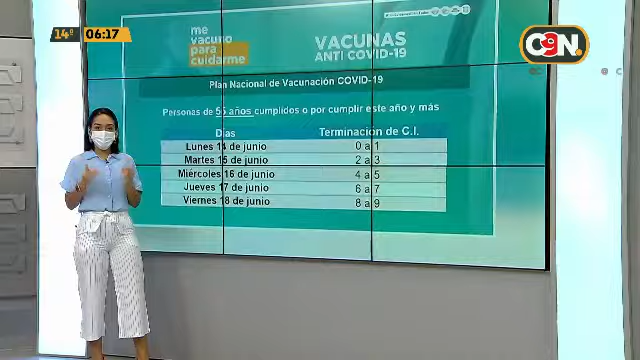 14° 06:17
me
vacuno
para
cuidarme
VACUNAS
ANTI COVID-19
C9N
Plan Nacional de Vacunación COVID-19
Personas de 55 años cumplidos o por cumplir este año y más
Días Terminación de C.I.
Lunes 14 de junio 0 a 1
Martes 15 de junio 2 a 3
Miércoles 16 de junio 4 a 5
Jueves 17 de junio 6 a 7
Viernes 18 de junio 8 a 9